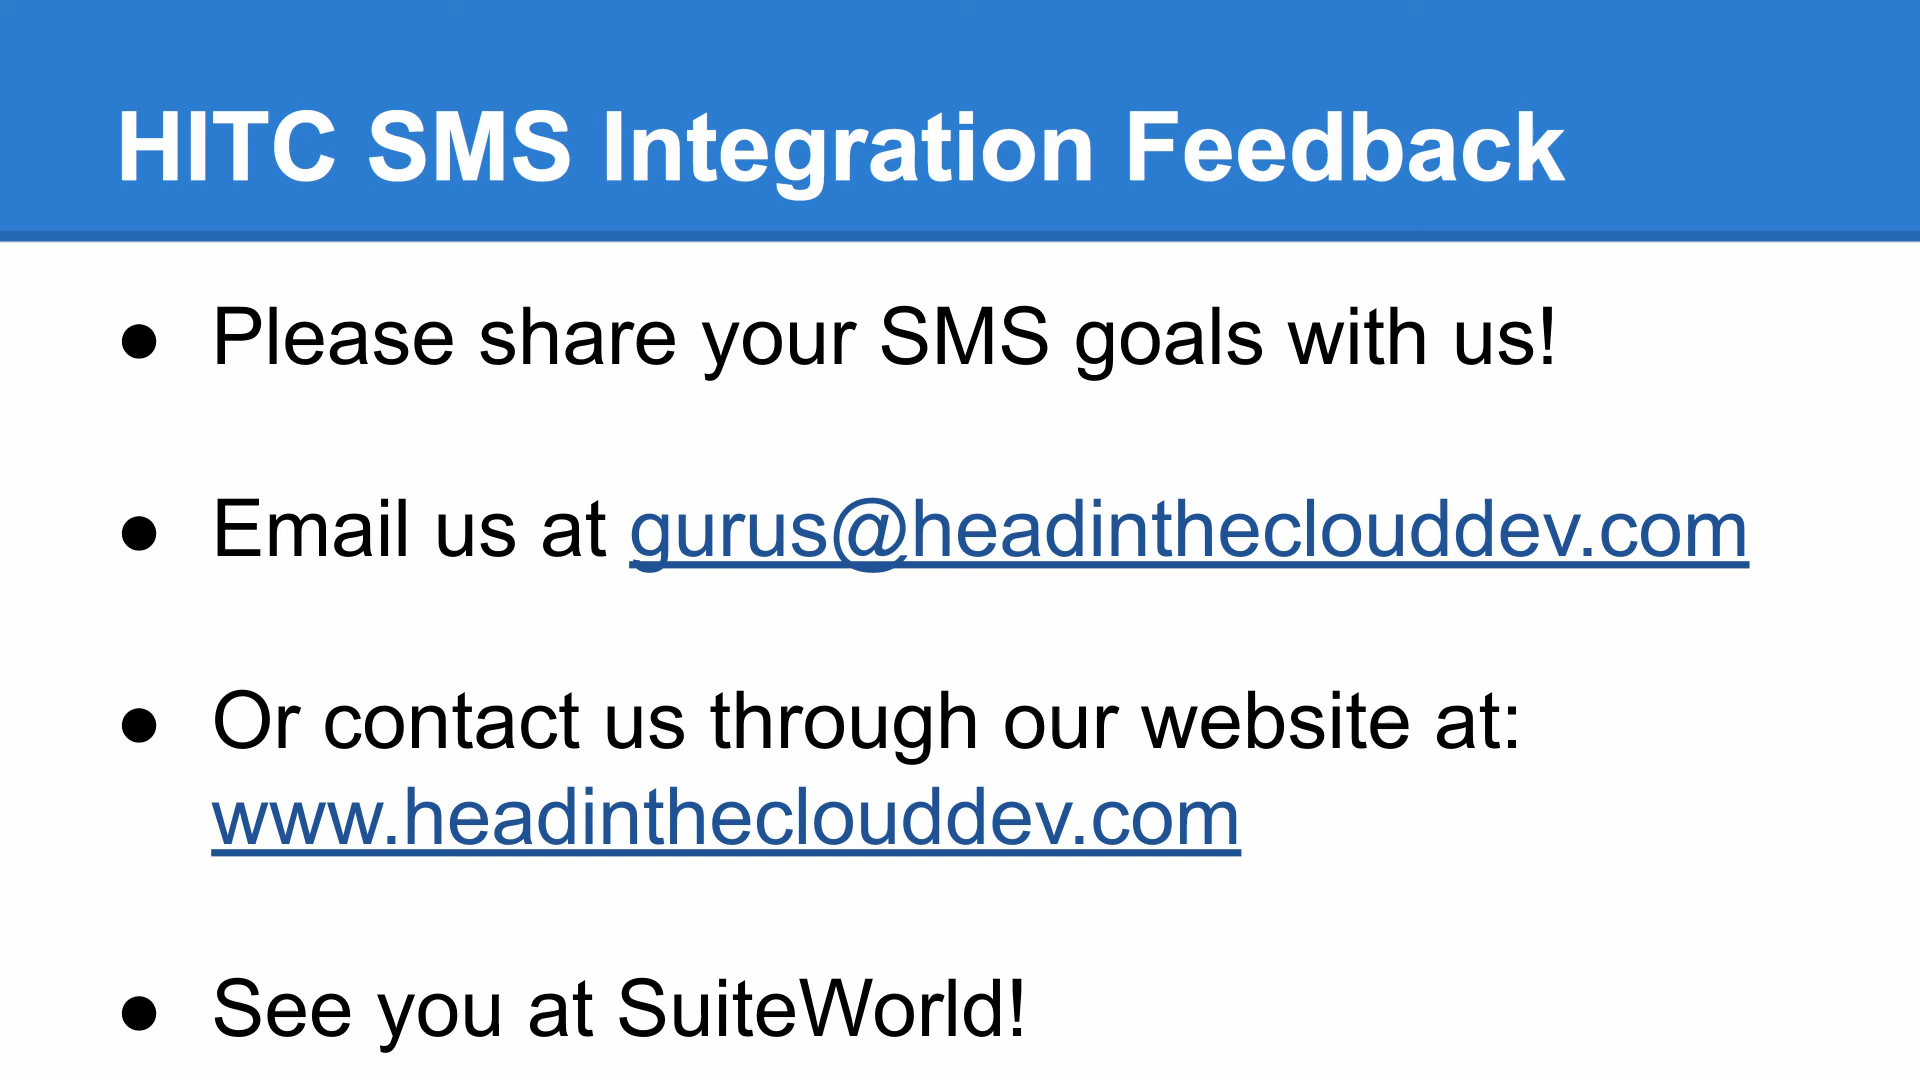 HITC SMS Integration Feedback
● Please share your SMS goals with us!
● Email us at gurus@headintheclouddev.com
● Or contact us through our website at:
www.headintheclouddev.com
● See you at SuiteWorld!